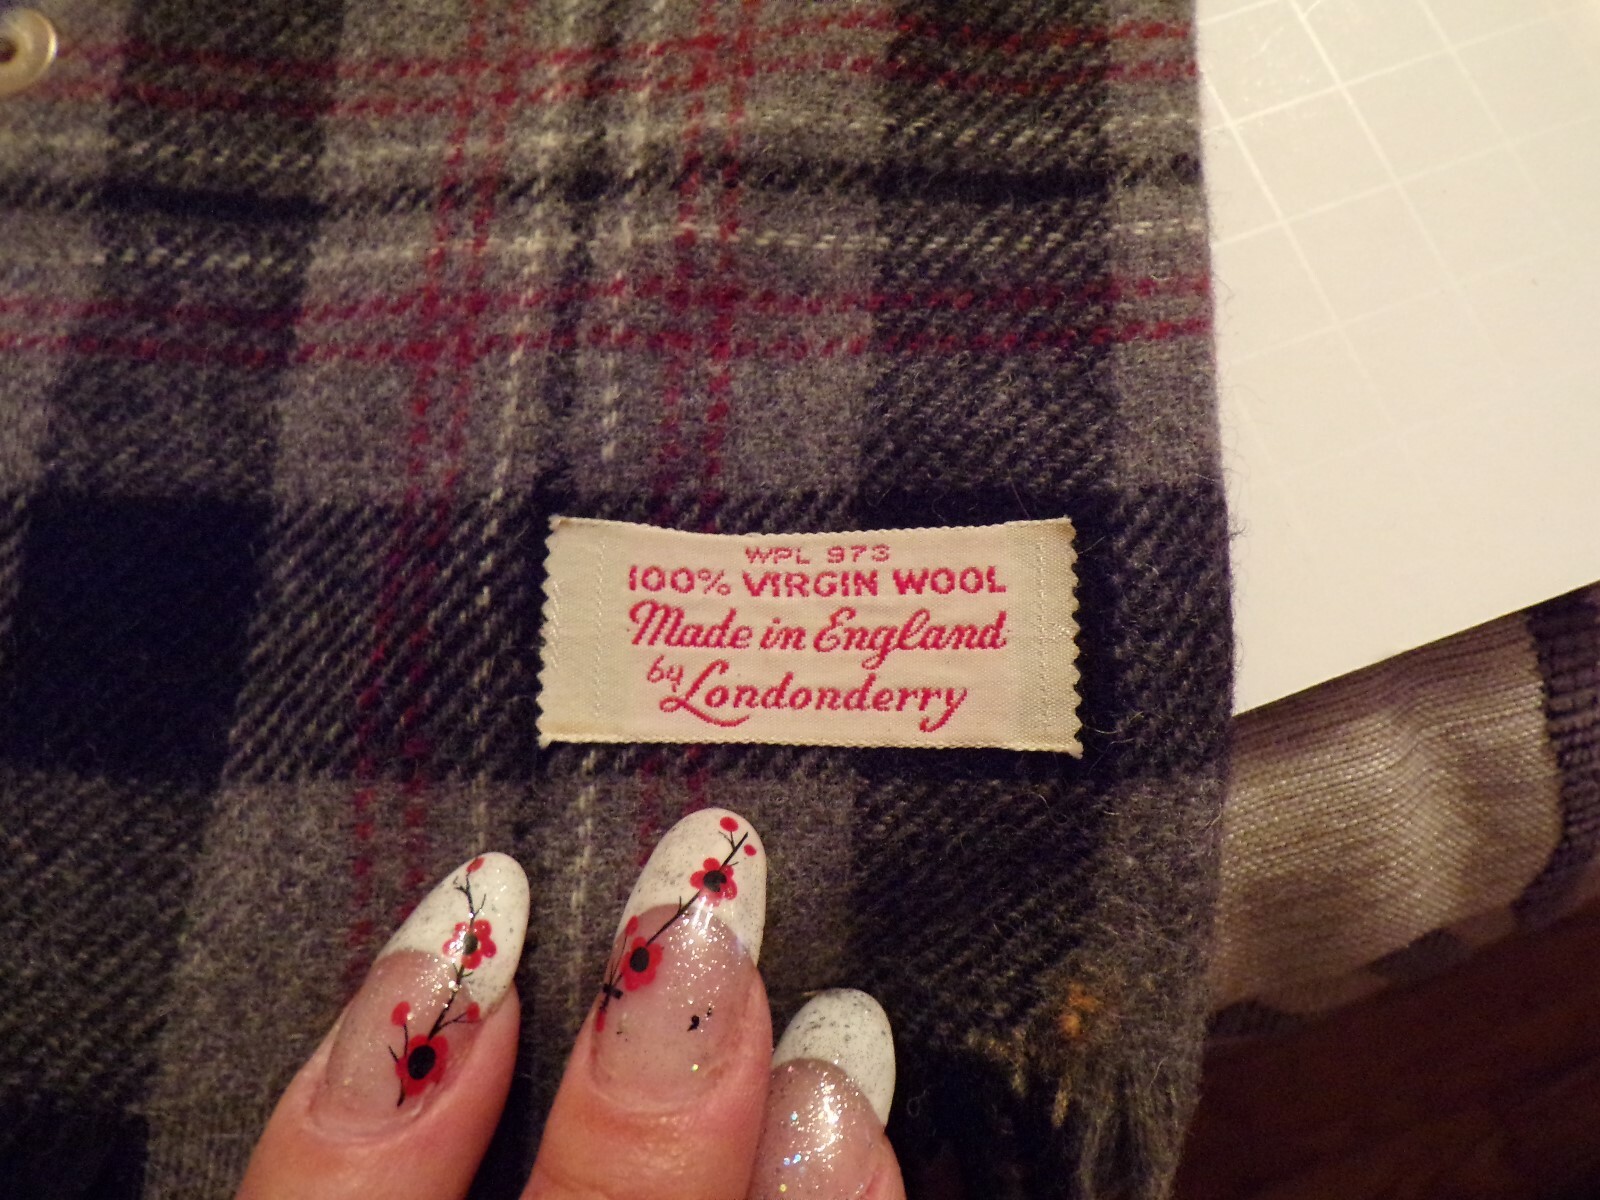 WPL 973
100% VIRGIN WOOL
Made in England
by Londonderry